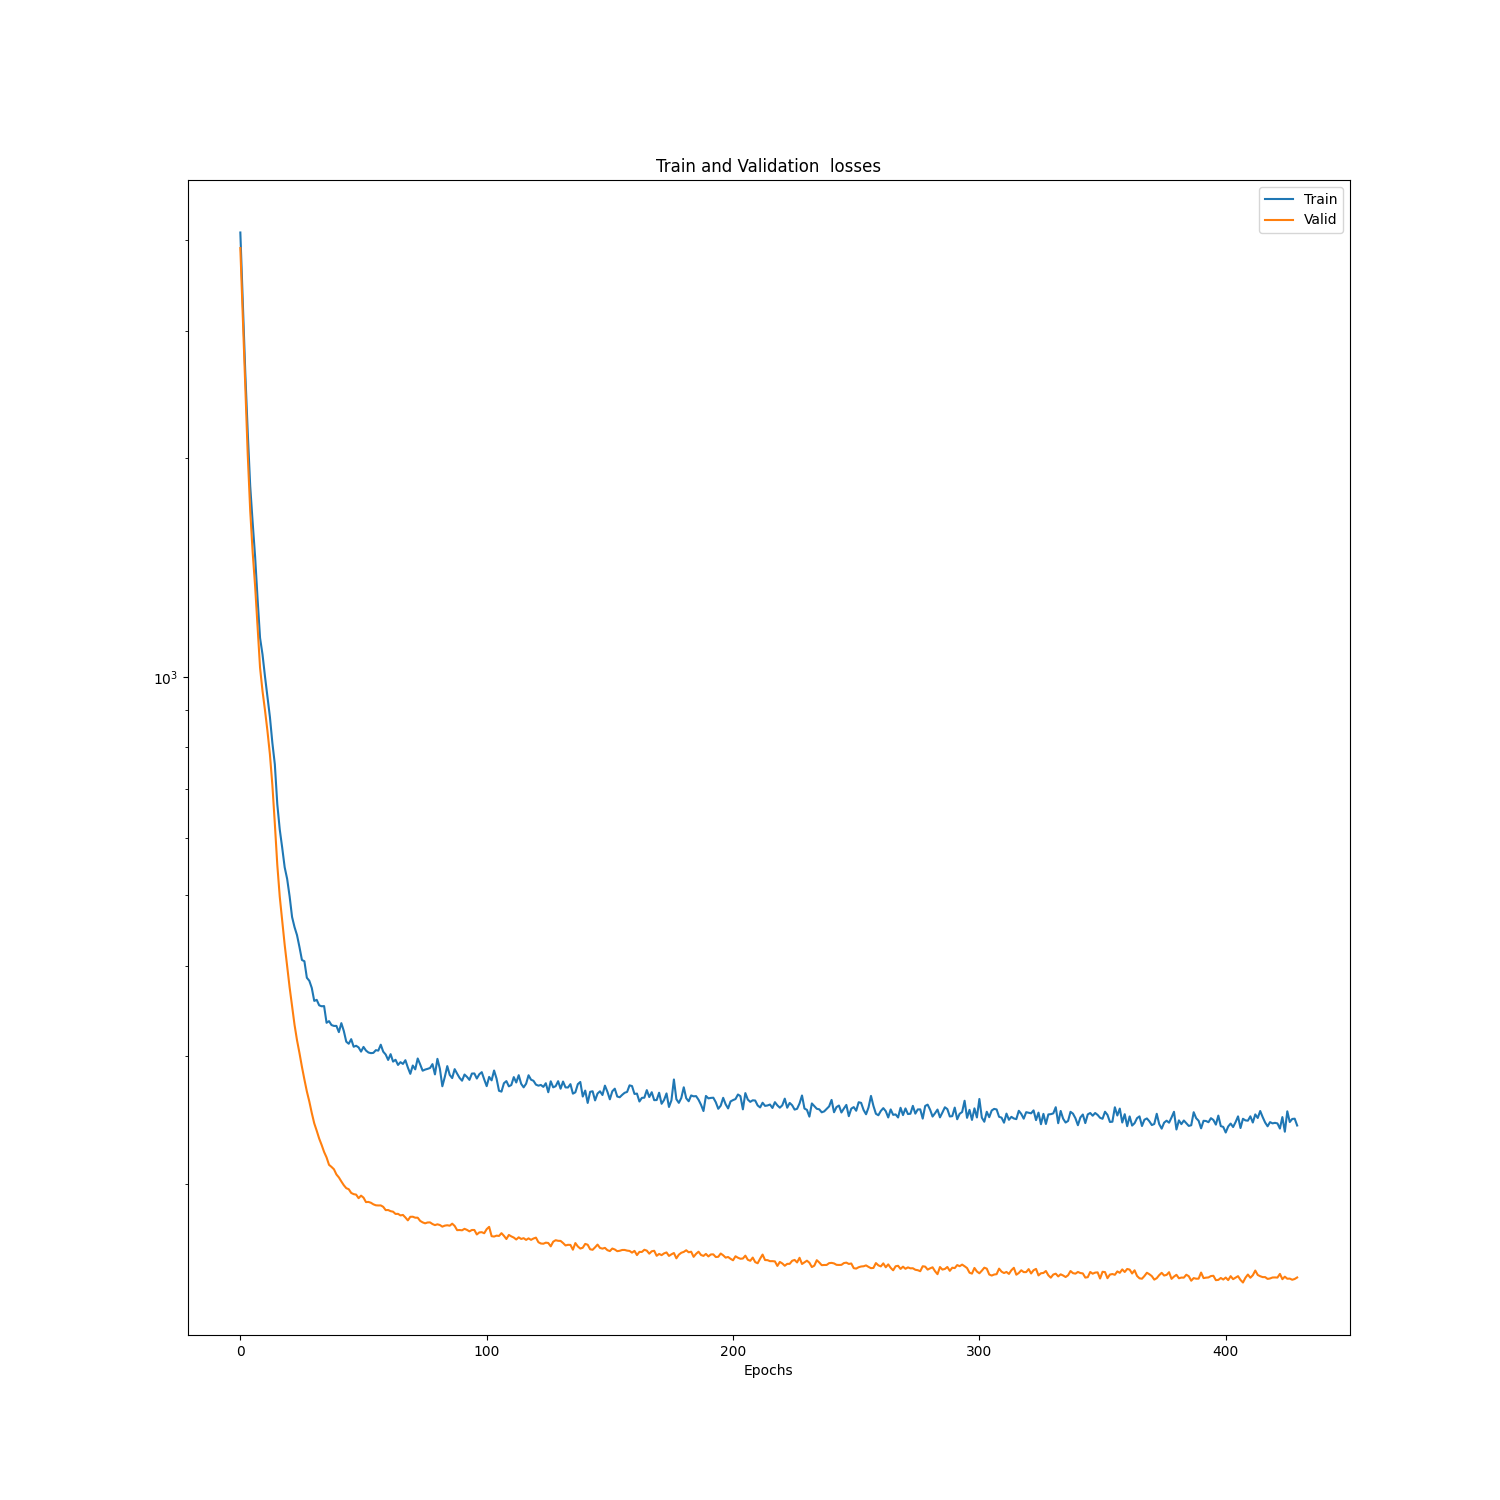 Train and Validation  losses
Train
Valid
10³
0 100 200 300 400
Epochs